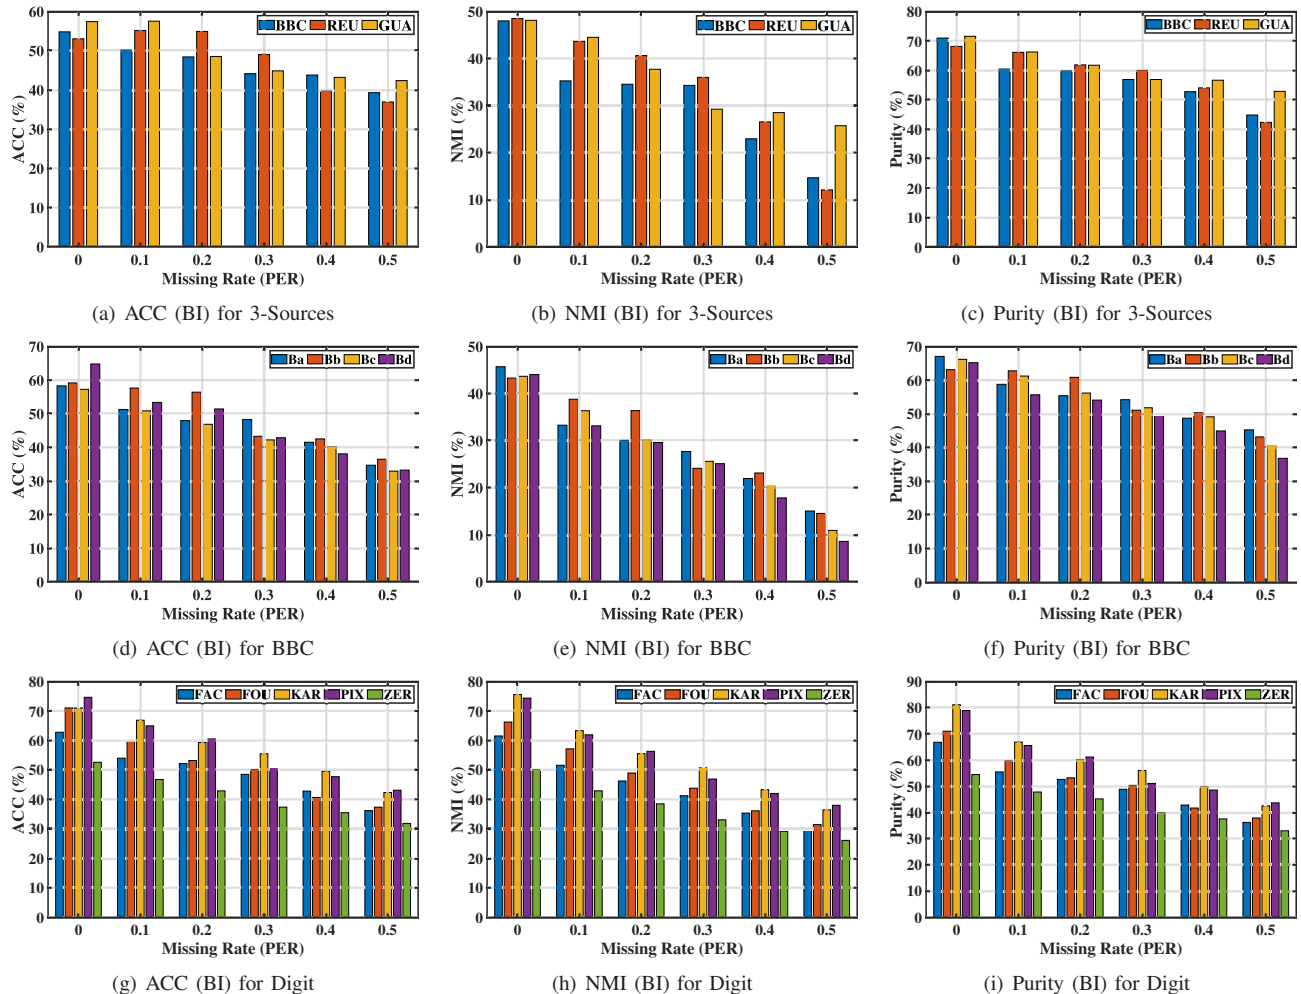 60
50
40
30
20
10
0
ACC (%)
BBC REU GUA
0 0.1 0.2 0.3 0.4 0.5
Missing Rate (PER)
(a) ACC (BI) for 3-Sources
50
40
30
20
10
0
NMI (%)
BBC REU GUA
0 0.1 0.2 0.3 0.4 0.5
Missing Rate (PER)
(b) NMI (BI) for 3-Sources
80
70
60
50
40
30
20
10
0
Purity (%)
BBC REU GUA
0 0.1 0.2 0.3 0.4 0.5
Missing Rate (PER)
(c) Purity (BI) for 3-Sources
70
60
50
40
30
20
10
0
ACC (%)
Ba Bb Bc Bd
0 0.1 0.2 0.3 0.4 0.5
Missing Rate (PER)
(d) ACC (BI) for BBC
50
40
30
20
10
0
NMI (%)
Ba Bb Bc Bd
0 0.1 0.2 0.3 0.4 0.5
Missing Rate (PER)
(e) NMI (BI) for BBC
70
60
50
40
30
20
10
0
Purity (%)
Ba Bb Bc Bd
0 0.1 0.2 0.3 0.4 0.5
Missing Rate (PER)
(f) Purity (BI) for BBC
80
70
60
50
40
30
20
10
0
ACC (%)
FAC FOU KAR PIX ZER
0 0.1 0.2 0.3 0.4 0.5
Missing Rate (PER)
(g) ACC (BI) for Digit
80
70
60
50
40
30
20
10
0
NMI (%)
FAC FOU KAR PIX ZER
0 0.1 0.2 0.3 0.4 0.5
Missing Rate (PER)
(h) NMI (BI) for Digit
90
80
70
60
50
40
30
20
10
0
Purity (%)
FAC FOU KAR PIX ZER
0 0.1 0.2 0.3 0.4 0.5
Missing Rate (PER)
(i) Purity (BI) for Digit